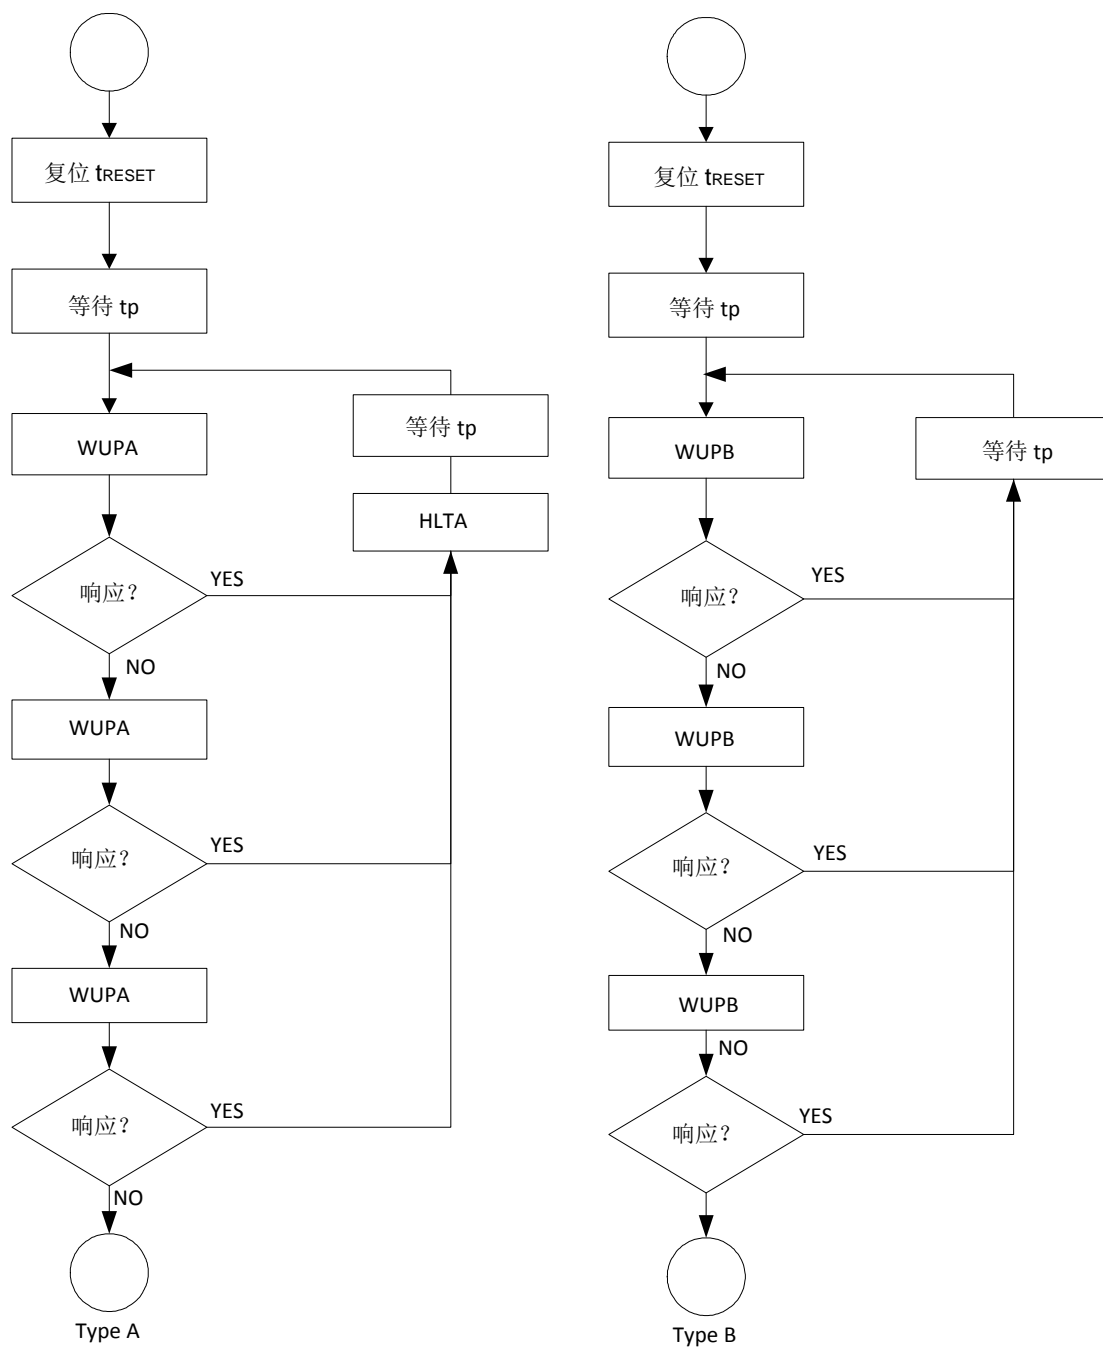 复位 tRESET
等待 tp
WUPA
等待 tp
HLTA
响应？
YES
NO
WUPA
响应？
YES
NO
WUPA
响应？
YES
NO
Type A
复位 tRESET
等待 tp
WUPB
等待 tp
响应？
YES
NO
WUPB
响应？
YES
NO
WUPB
NO
响应？
YES
Type B